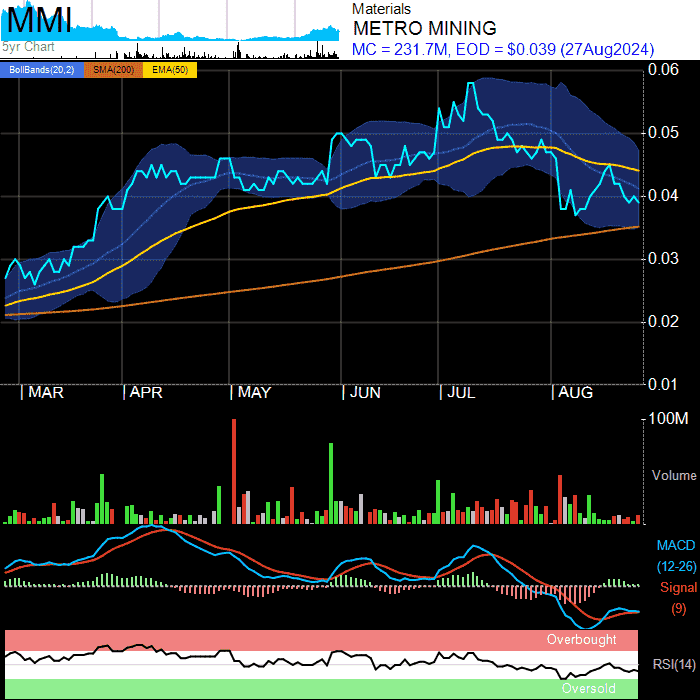 MMI
5yr Chart
Materials
METRO MINING
MC = 231.7M, EOD = $0.039 (27Aug2024)
BollBands(20,2) SMA(200) EMA(50)
0.06
0.05
0.04
0.03
0.02
0.01
| MAR | APR | MAY | JUN | JUL | AUG
100M
Volume
MACD
(12-26)
Signal
(9)
Overbought
RSI(14)
Oversold